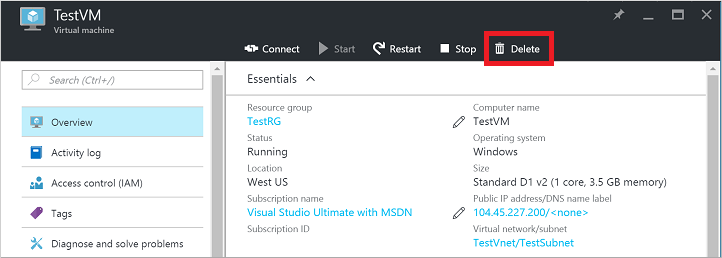 TestVM
Virtual machine
Connect Start Restart Stop Delete
Search (Ctrl+/)
Overview
Activity log
Access control (IAM)
Tags
Diagnose and solve problems
Essentials
Resource group
TestRG
Status
Running
Location
West US
Subscription name
Visual Studio Ultimate with MSDN
Subscription ID
Computer name
TestVM
Operating system
Windows
Size
Standard D1 v2 (1 core, 3.5 GB memory)
Public IP address/DNS name label
104.45.227.200/<none>
Virtual network/subnet
TestVnet/TestSubnet